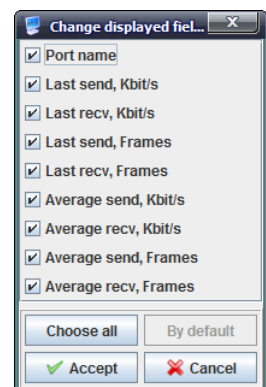 Change displayed fiel...
X
Port name
Last send, Kbit/s
Last recv, Kbit/s
Last send, Frames
Last recv, Frames
Average send, Kbit/s
Average recv, Kbit/s
Average send, Frames
Average recv, Frames
Choose all By default
Accept Cancel